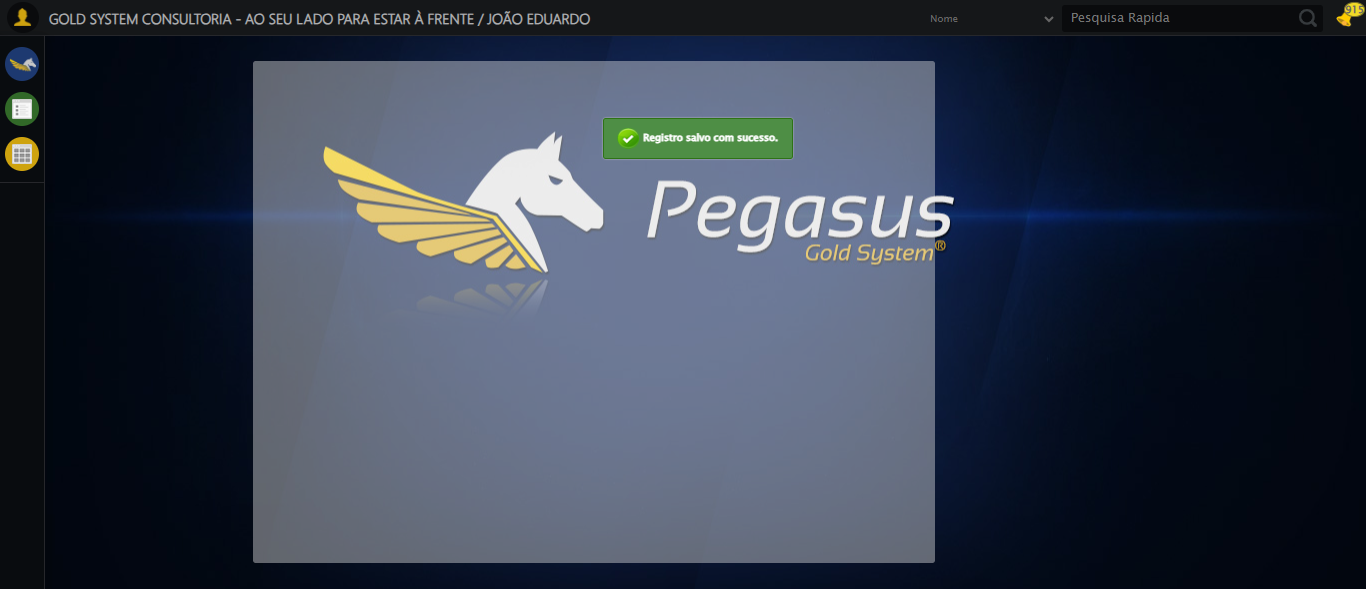 GOLD SYSTEM CONSULTORIA - AO SEU LADO PARA ESTAR À FRENTE / JOÃO EDUARDO
Nome
Pesquisa Rapida
915
Registro salvo com sucesso.
Pegasus
Gold System®